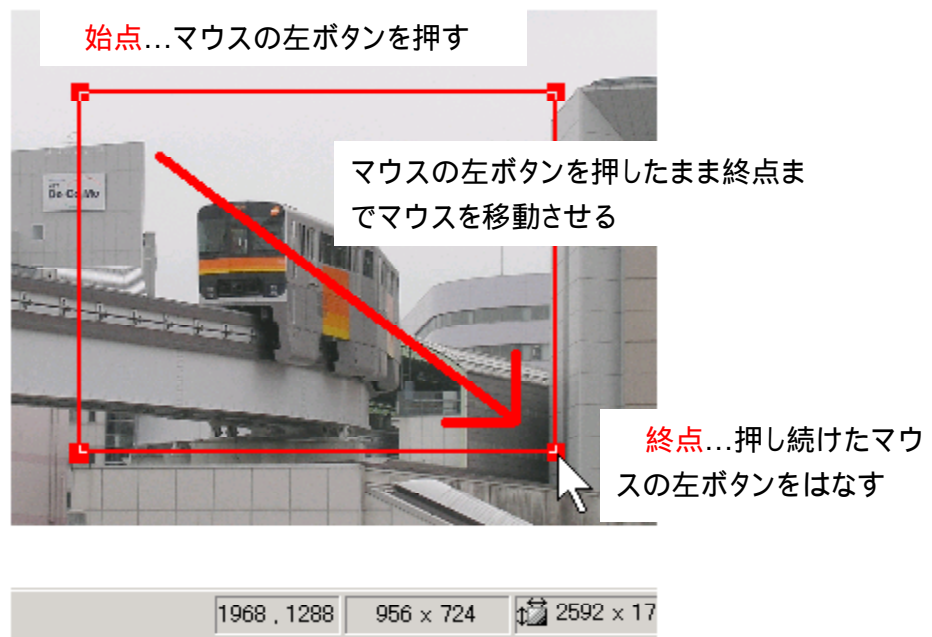 始点…マウスの左ボタンを押す
マウスの左ボタンを押したまま終点ま
でマウスを移動させる
終点…押し続けたマウ
スの左ボタンをはなす
1968 , 1288
956 × 724
2592 × 17